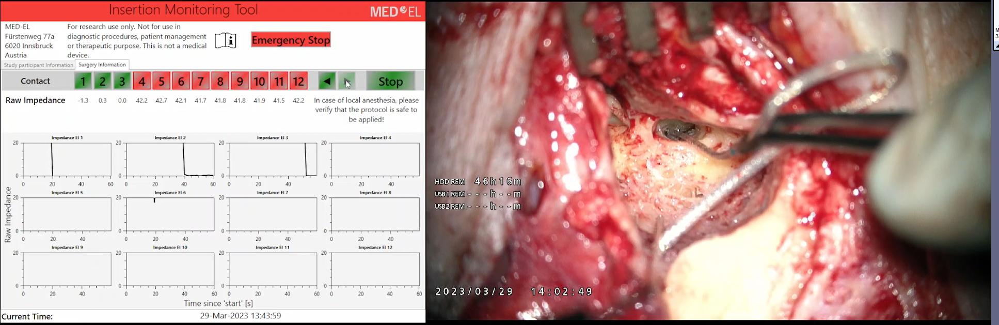 Insertion Monitoring Tool
MED EL
MED-EL
Fürstenweg 77a
6020 Innsbruck
Austria
For research use only. Not for use in
diagnostic procedures, patient management
or therapeutic purpose. This is not a medical
device.
Emergency Stop
Study participant Information
Surgery Information
Contact 1 2 3 4 5 6 7 8 9 10 11 12 Stop
Raw Impedance -1.3 0.3 0.0 42.2 42.7 42.1 41.7 41.8 41.8 41.9 41.5 42.2
In case of local anesthesia, please
verify that the protocol is safe to
be applied!
Impedance El 1
20
0
0 20 40 60
Impedance El 2
20
0
0 20 40 60
Impedance El 3
20
0
0 20 40 60
Impedance El 4
20
0
0 20 40
Impedance El 5
20
0
0 20 40
Impedance El 6
20
0
0 20 40
Impedance El 7
20
0
0 20 40
Impedance El 8
20
0
0 20 40
Impedance El 9
20
0
0 20 40 60
Impedance El 10
20
0
0 20 40 60
Impedance El 11
20
0
0 20 40 60
Impedance El 12
20
0
0 20 40 60
Raw Impedance
Time since 'start' [s]
Current Time: 29-Mar-2023 13:43:59
HDD REM 46h16m
USB1 REM - - - h - - m
USB2 REM - - - h - - m
2023/03/29 14:02:49